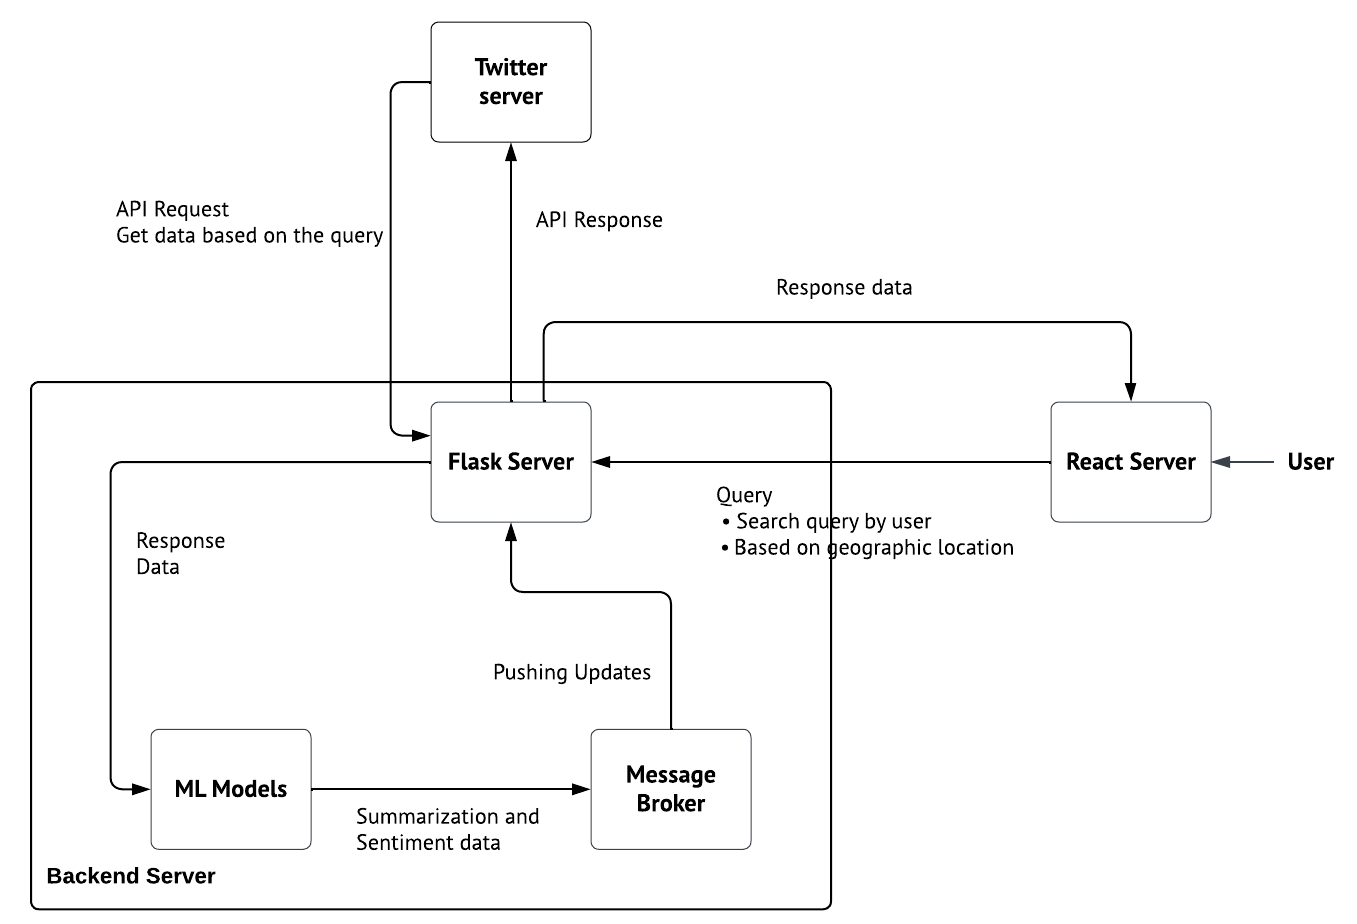 Twitter
server
API Request
Get data based on the query
API Response
Response data
Flask Server
React Server
User
Query
• Search query by user
• Based on geographic location
Response
Data
Pushing Updates
ML Models
Message
Broker
Summarization and
Sentiment data
Backend Server